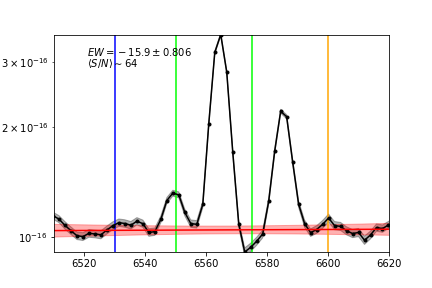 EW = −15.9 ± 0.806
⟨S/N⟩ ~ 64
3 × 10⁻¹⁶
2 × 10⁻¹⁶
10⁻¹⁶
6520 6540 6560 6580 6600 6620